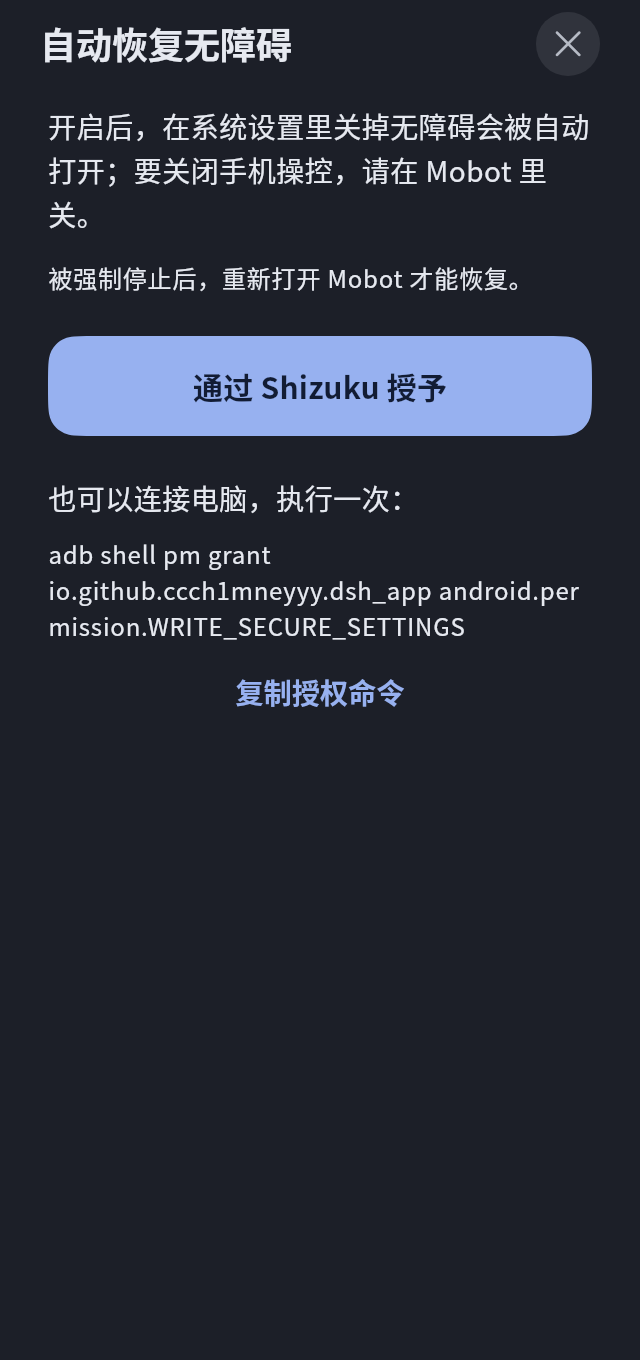 自动恢复无障碍
开启后，在系统设置里关掉无障碍会被自动
打开；要关闭手机操控，请在 Mobot 里
关。
被强制停止后，重新打开 Mobot 才能恢复。
通过 Shizuku 授予
也可以连接电脑，执行一次：
adb shell pm grant
io.github.ccch1mneyyy.dsh_app android.per
mission.WRITE_SECURE_SETTINGS
复制授权命令